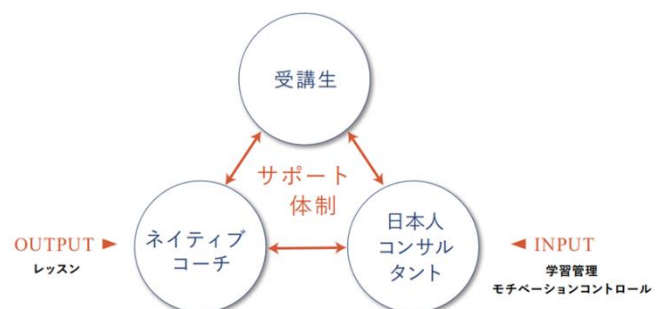 受講生
サポート
体制
OUTPUT ►
レッスン
ネイティブ
コーチ
日本人
コンサル
タント
◄ INPUT
学習管理
モチベーションコントロール